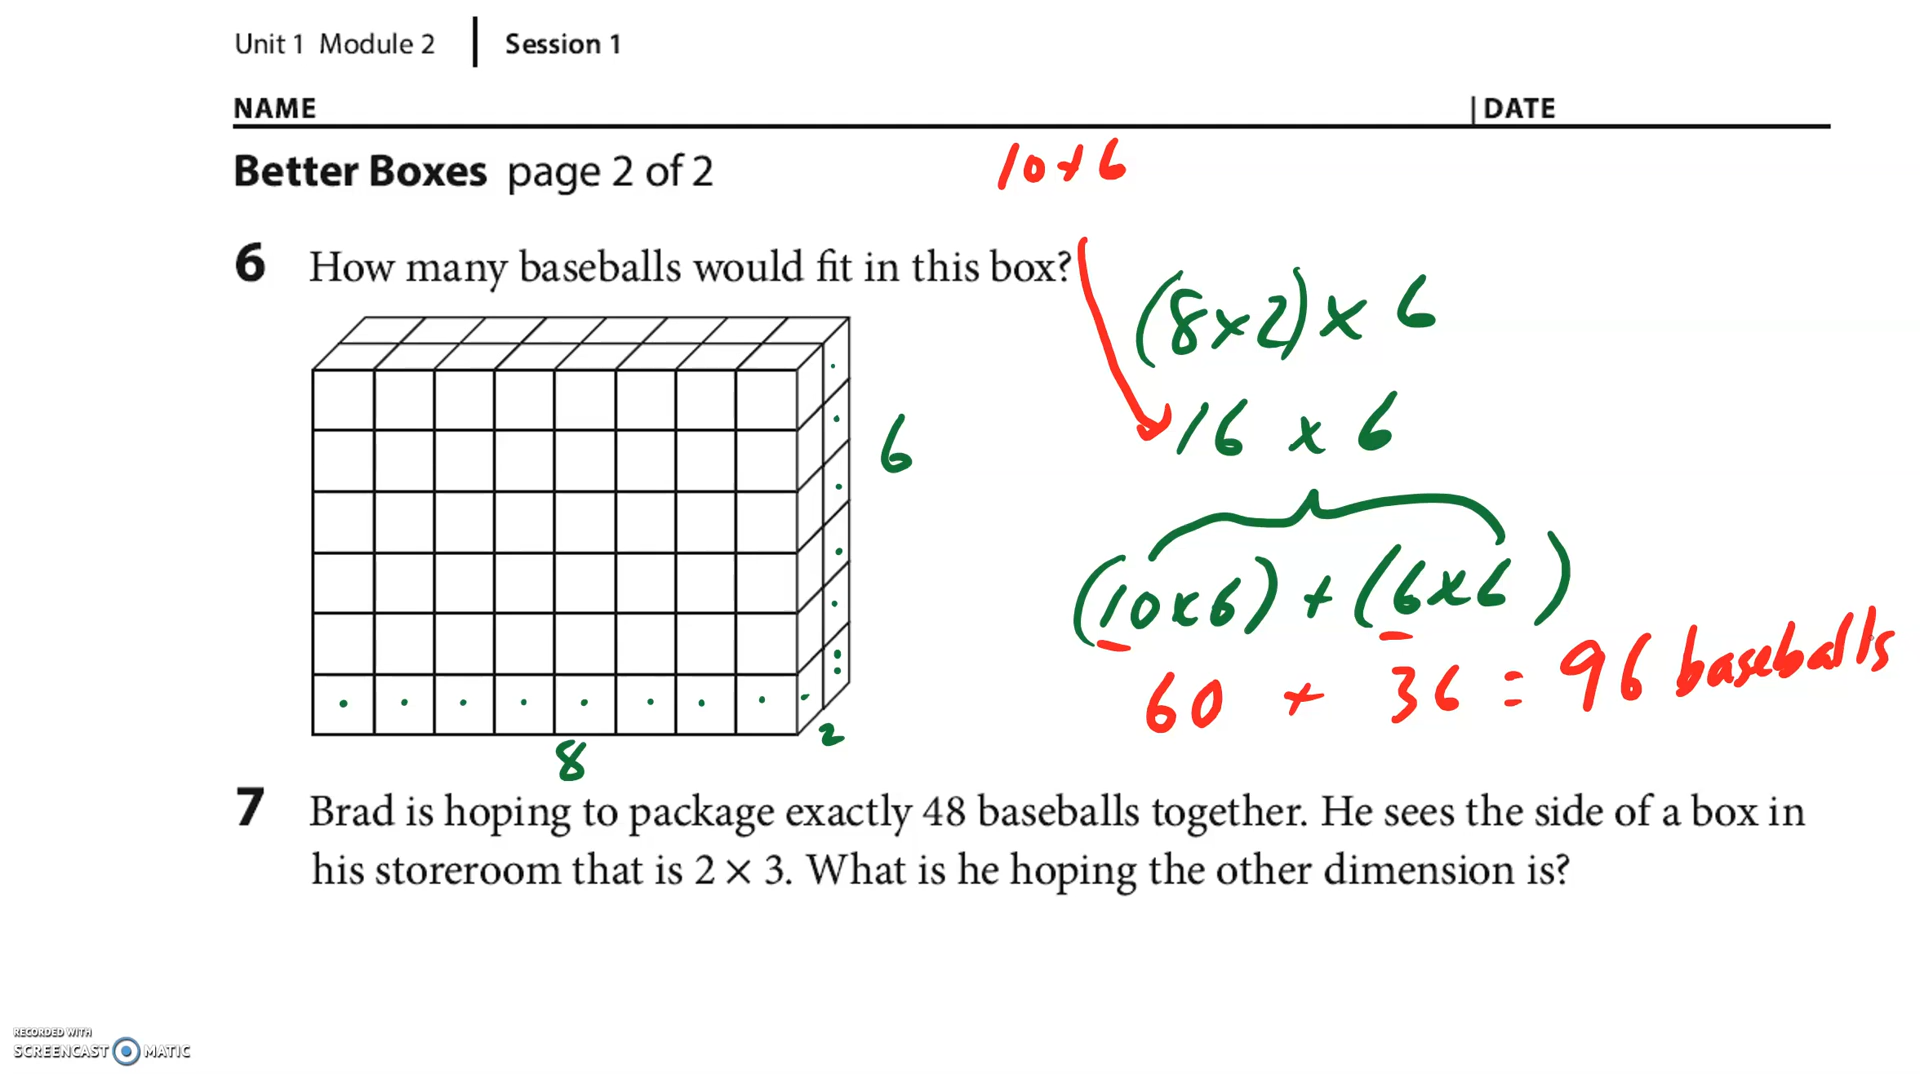 Unit 1 Module 2 | Session 1
NAME | DATE
Better Boxes page 2 of 2
10 + 6
6 How many baseballs would fit in this box?
(8 x 2) x 6
16 x 6
6
(10 x 6) + (6 x 6)
60 + 36 = 96 baseballs
2
8
7 Brad is hoping to package exactly 48 baseballs together. He sees the side of a box in
his storeroom that is 2 × 3. What is he hoping the other dimension is?
RECORDED WITH
SCREENCAST MATIC